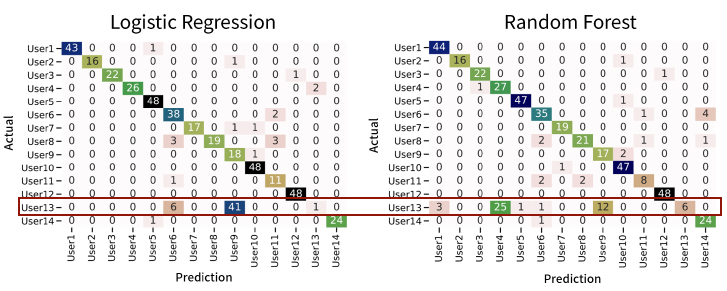 Logistic Regression
Actual
User1 43 0 0 0 1 0 0 0 0 0 0 0 0 0
User2 0 16 0 0 0 0 0 0 1 0 0 0 0 0
User3 0 0 22 0 0 0 0 0 0 0 0 1 0 0
User4 0 0 0 26 0 0 0 0 0 0 0 0 2 0
User5 0 0 0 0 48 0 0 0 0 0 0 0 0 0
User6 0 0 0 0 0 38 0 0 0 0 2 0 0 0
User7 0 0 0 0 0 0 17 0 1 1 0 0 0 0
User8 0 0 0 0 0 3 0 19 0 0 3 0 0 0
User9 0 0 0 0 0 0 0 0 18 1 0 0 0 0
User10 0 0 0 0 0 0 0 0 0 48 0 0 0 0
User11 0 0 0 0 0 1 0 0 0 0 11 0 0 0
User12 0 0 0 0 0 0 0 0 0 0 0 48 0 0
User13 0 0 0 0 0 6 0 0 41 0 0 0 1 0
User14 0 0 0 0 1 0 0 0 0 0 0 0 0 24
User1 User2 User3 User4 User5 User6 User7 User8 User9 User10 User11 User12 User13 User14
Prediction
Random Forest
Actual
User1 44 0 0 0 0 0 0 0 0 0 0 0 0 0
User2 0 16 0 0 0 0 0 0 0 1 0 0 0 0
User3 0 0 22 0 0 0 0 0 0 0 0 1 0 0
User4 0 0 1 27 0 0 0 0 0 0 0 0 0 0
User5 0 0 0 0 47 0 0 0 0 1 0 0 0 0
User6 0 0 0 0 0 35 0 0 0 0 1 0 0 4
User7 0 0 0 0 0 0 19 0 0 0 0 0 0 0
User8 0 0 0 0 0 2 0 21 0 0 1 0 0 1
User9 0 0 0 0 0 0 0 0 17 2 0 0 0 0
User10 0 0 0 0 0 0 1 0 0 47 0 0 0 0
User11 0 0 0 0 0 2 0 2 0 0 8 0 0 0
User12 0 0 0 0 0 0 0 0 0 0 0 48 0 0
User13 3 0 0 25 1 1 0 0 12 0 0 0 6 0
User14 0 0 0 0 0 1 0 0 0 0 0 0 0 24
User1 User2 User3 User4 User5 User6 User7 User8 User9 User10 User11 User12 User13 User14
Prediction